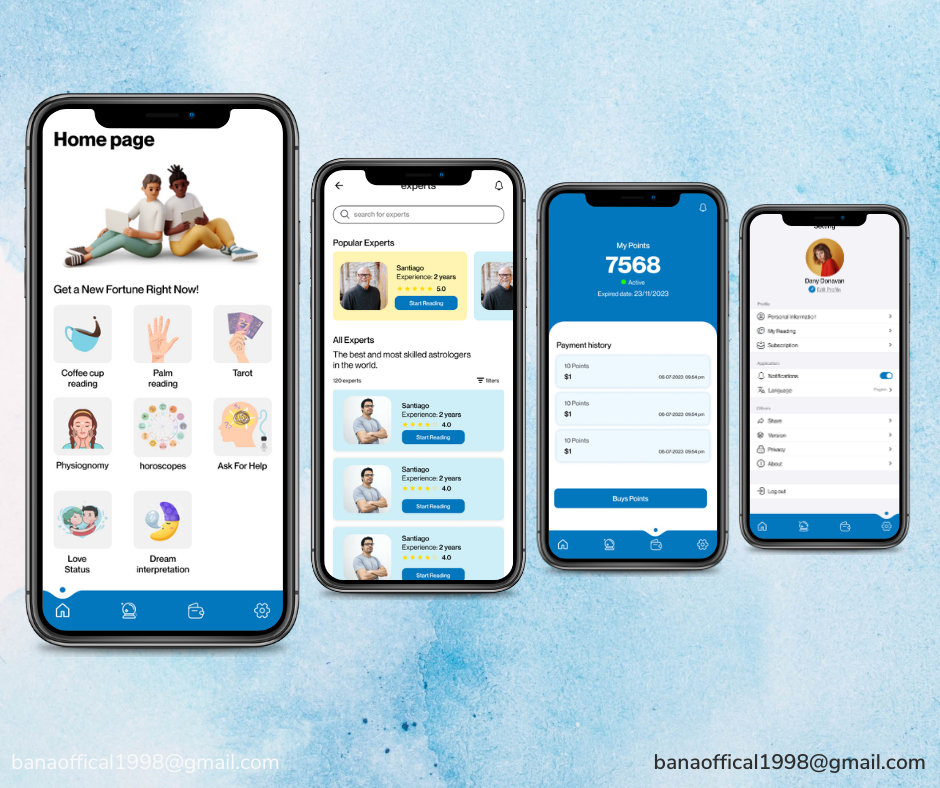 Home page
Get a New Fortune Right Now!
Coffee cup
reading
Palm
reading
Tarot
Physiognomy
horoscopes
Ask For Help
Love
Status
Dream
interpretation
experts
search for experts
Popular Experts
Santiago
Experience: 2 years
5.0
Start Reading
All Experts
The best and most skilled astrologers
in the world.
120 experts
filters
Santiago
Experience: 2 years
4.0
Start Reading
Santiago
Experience: 2 years
4.0
Start Reading
Santiago
Experience: 2 years
4.0
Start Reading
My Points
7568
Active
Expired date: 23/11/2023
Payment history
10 Points
$1
06-07-2023 09:54 pm
10 Points
$1
06-07-2023 09:54 pm
10 Points
$1
06-07-2023 09:54 pm
Buys Points
Setting
Dany Donavan
Edit Profile
Profile
Personal Information
My Reading
Subscription
Application
Notifications
Language
English
Others
Share
Version
Privacy
About
Log out
banaoffical1998@gmail.com
banaoffical1998@gmail.com